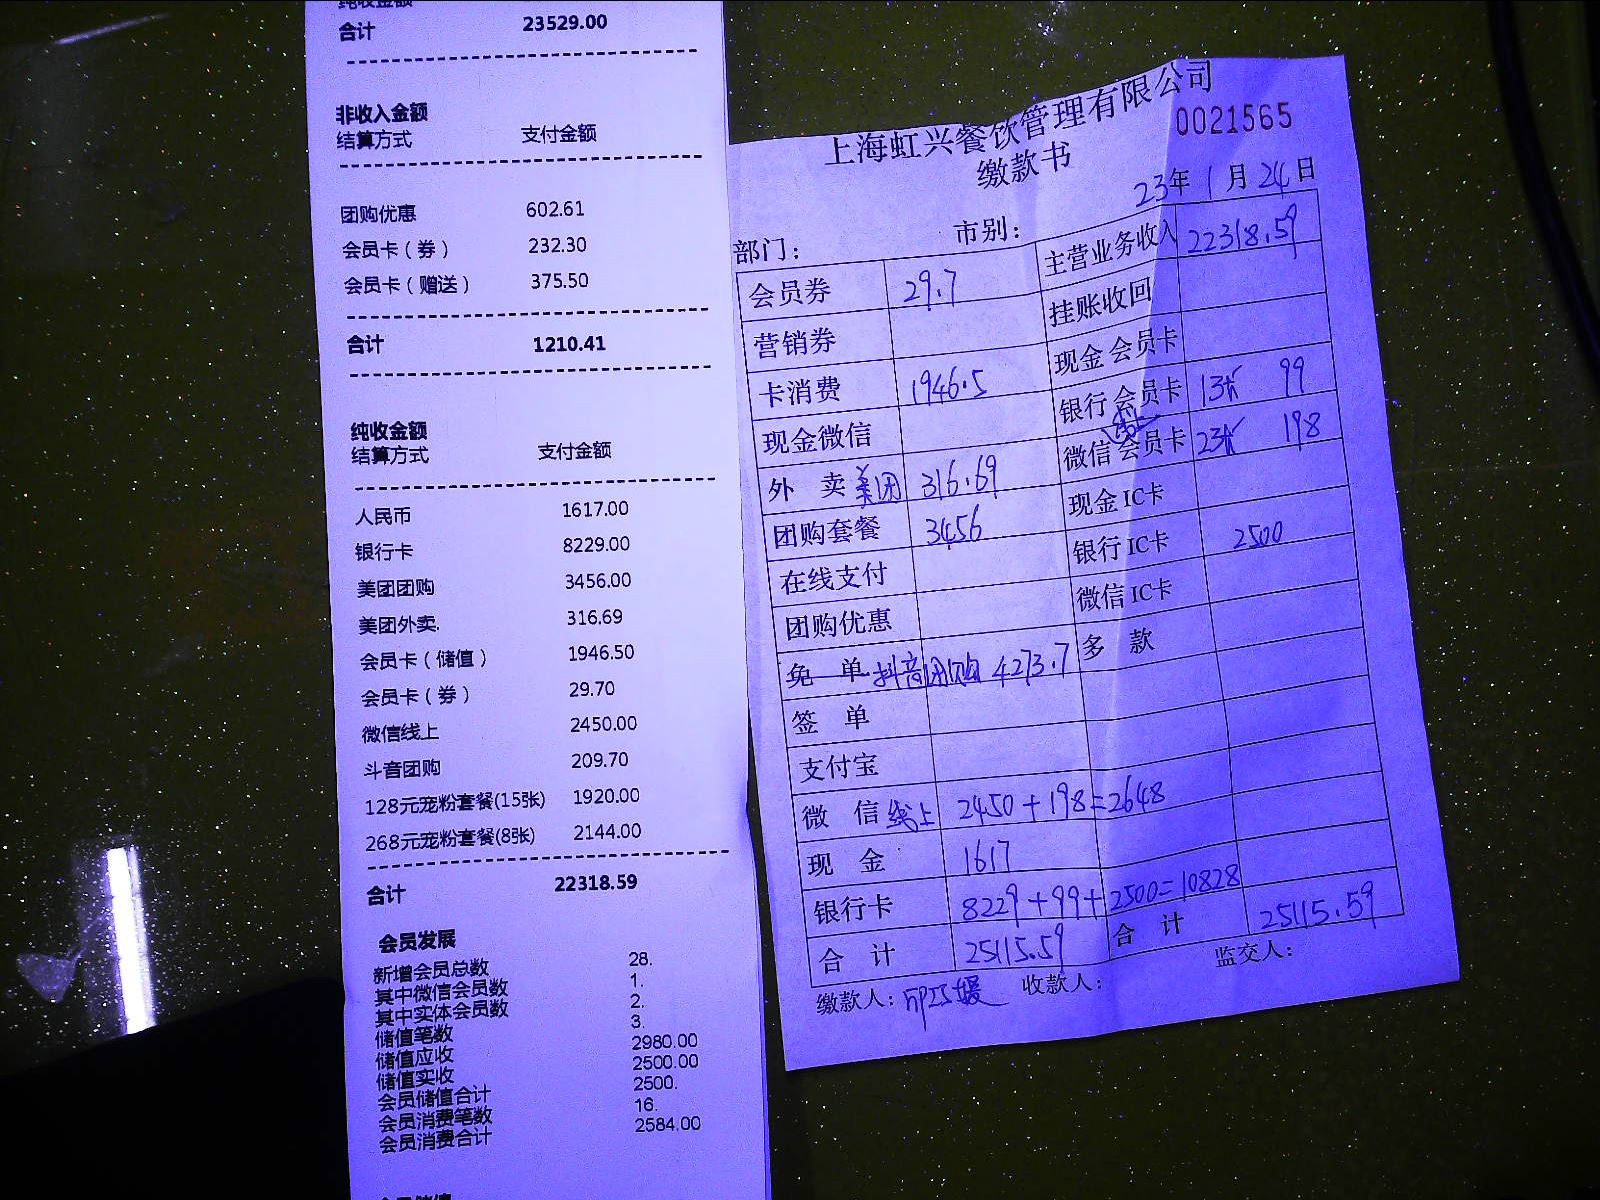 纯收金额
合计 23529.00
非收入金额
结算方式 支付金额
团购优惠 602.61
会员卡（券） 232.30
会员卡（赠送） 375.50
合计 1210.41
纯收金额
结算方式 支付金额
人民币 1617.00
银行卡 8229.00
美团团购 3456.00
美团外卖. 316.69
会员卡（储值） 1946.50
会员卡（券） 29.70
微信线上 2450.00
斗音团购 209.70
128元宠粉套餐(15张) 1920.00
268元宠粉套餐(8张) 2144.00
合计 22318.59
会员发展
新增会员总数 28.
其中微信会员数 1.
其中实体会员数 2.
储值笔数 3.
储值应收 2980.00
储值实收 2500.00
会员储值合计 2500.
会员消费笔数 16.
会员消费合计 2584.00
上海虹兴餐饮管理有限公司
0021565
缴款书
23年 1月 24日
部门： 市别：
会员券 29.7 主营业务收入 22318.59
营销券 挂账收回
卡消费 1946.5 现金会员卡
现金微信 银行会员卡 13张 99
外 卖 美团 316.69 微信会员卡 23张 198
团购套餐 3456 现金IC卡
在线支付 银行IC卡 2500
团购优惠 微信IC卡
免 单 抖音团购 4273.7 多 款
签 单
支付宝
微 信 线上 2450+198=2648
现 金 1617
银行卡 8229+99+2500=10828
合 计 25115.59 合 计 25115.59
缴款人： 收款人： 监交人：